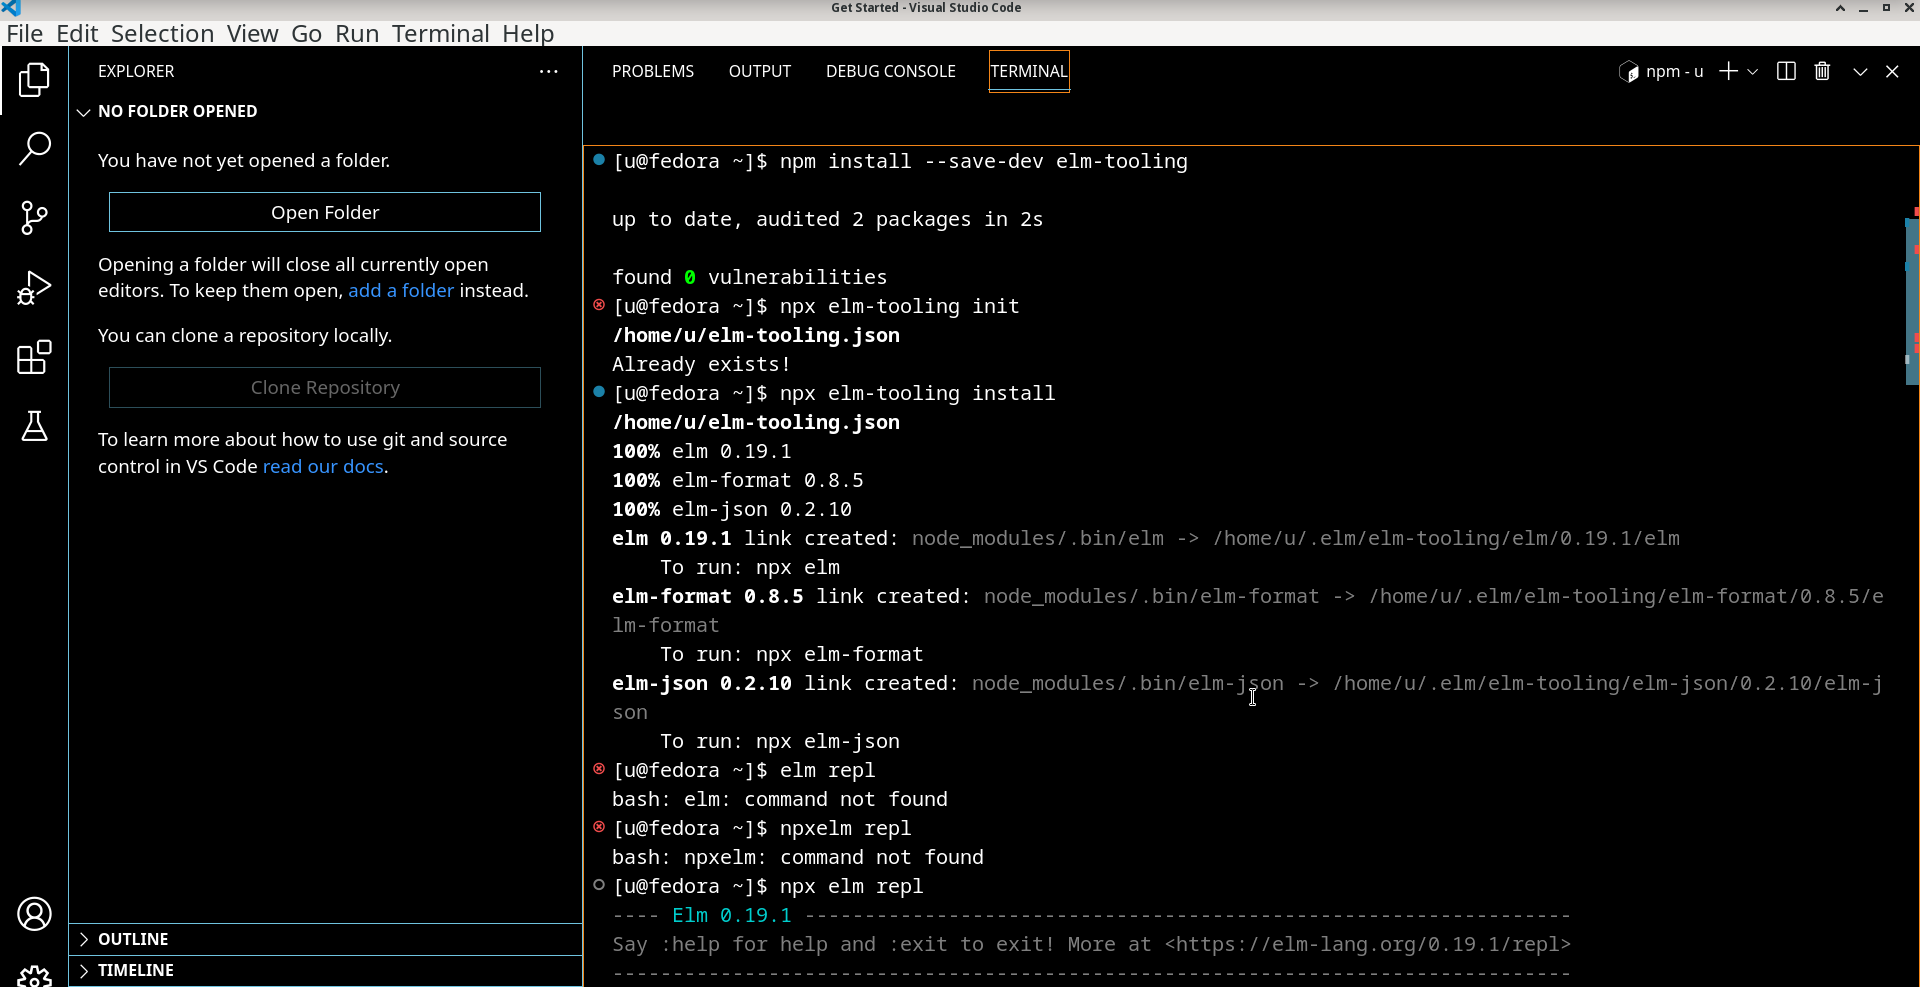 Get Started - Visual Studio Code
File Edit Selection View Go Run Terminal Help
EXPLORER
NO FOLDER OPENED
You have not yet opened a folder.
Open Folder
Opening a folder will close all currently open
editors. To keep them open, add a folder instead.
You can clone a repository locally.
Clone Repository
To learn more about how to use git and source
control in VS Code read our docs.
OUTLINE
TIMELINE
PROBLEMS OUTPUT DEBUG CONSOLE TERMINAL
npm - u
[u@fedora ~]$ npm install --save-dev elm-tooling
up to date, audited 2 packages in 2s
found 0 vulnerabilities
[u@fedora ~]$ npx elm-tooling init
/home/u/elm-tooling.json
Already exists!
[u@fedora ~]$ npx elm-tooling install
/home/u/elm-tooling.json
100% elm 0.19.1
100% elm-format 0.8.5
100% elm-json 0.2.10
elm 0.19.1 link created: node_modules/.bin/elm -> /home/u/.elm/elm-tooling/elm/0.19.1/elm
To run: npx elm
elm-format 0.8.5 link created: node_modules/.bin/elm-format -> /home/u/.elm/elm-tooling/elm-format/0.8.5/e
lm-format
To run: npx elm-format
elm-json 0.2.10 link created: node_modules/.bin/elm-json -> /home/u/.elm/elm-tooling/elm-json/0.2.10/elm-j
son
To run: npx elm-json
[u@fedora ~]$ elm repl
bash: elm: command not found
[u@fedora ~]$ npxelm repl
bash: npxelm: command not found
[u@fedora ~]$ npx elm repl
---- Elm 0.19.1 ----------------------------------------------------------------
Say :help for help and :exit to exit! More at <https://elm-lang.org/0.19.1/repl>
--------------------------------------------------------------------------------